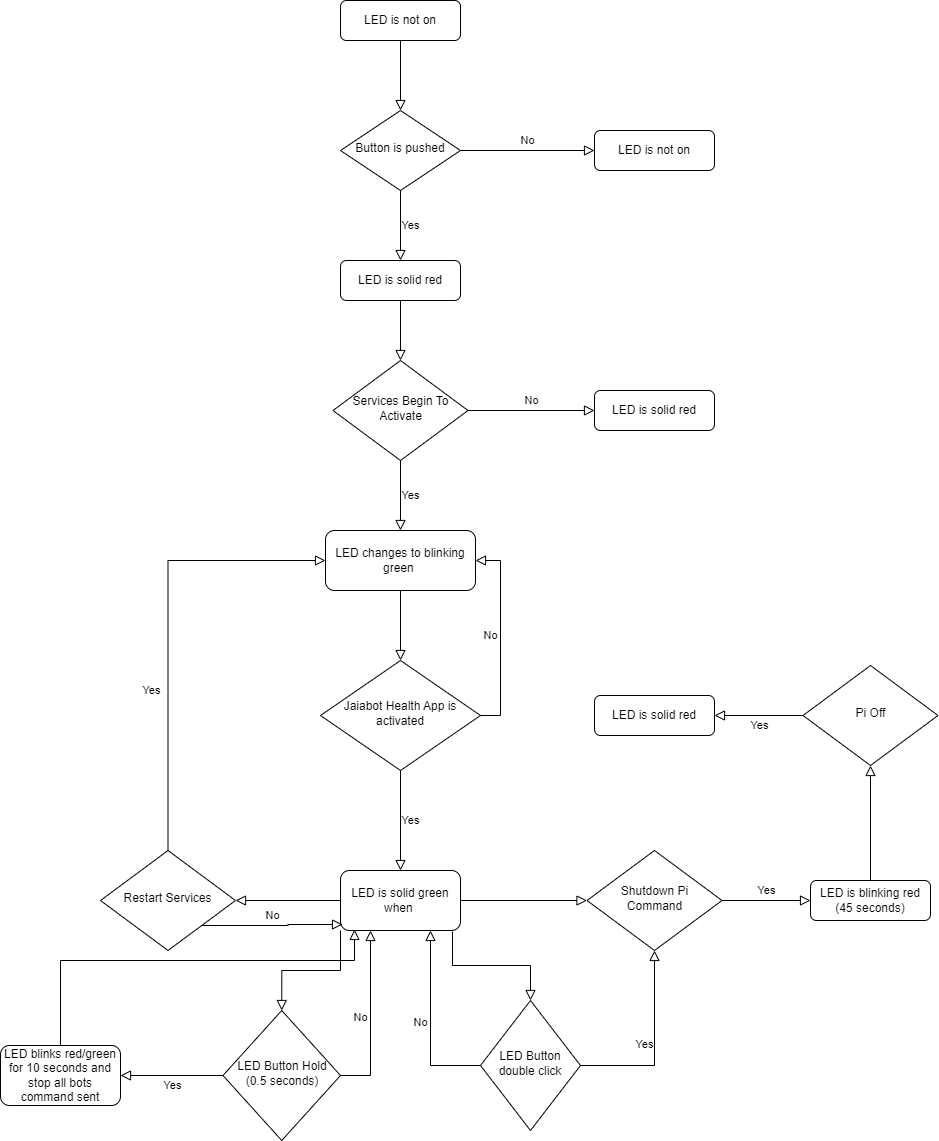 LED is not on
Button is pushed
No
LED is not on
Yes
LED is solid red
Services Begin To
Activate
No
LED is solid red
Yes
LED changes to blinking
green
No
Yes
Jaiabot Health App is
activated
LED is solid red
Yes
Pi Off
Yes
Restart Services
No
LED is solid green
when
Shutdown Pi
Command
Yes
LED is blinking red
(45 seconds)
No
No
Yes
LED blinks red/green
for 10 seconds and
stop all bots
command sent
Yes
LED Button Hold
(0.5 seconds)
LED Button
double click